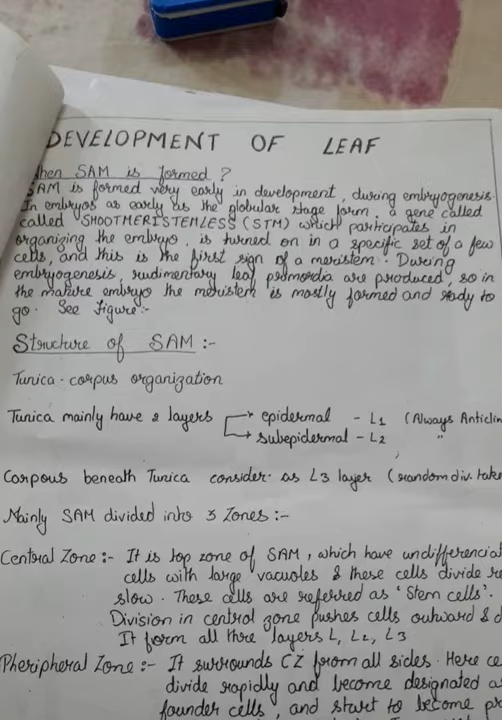 DEVELOPMENT OF LEAF
when SAM is formed ?
SAM is formed very early in development, during embryogenesis.
In embryos as early as the globular stage form, a gene called
called 'SHOOTMERISTEMLESS (STM) which participates in
organizing the embryo, is turned on in a specific set of a few
cells, and this is the first sign of a meristem. During
embryogenesis, rudimentary leaf primordia are produced, so in
the mature embryo the meristem is mostly formed and ready to
go. See Figure:-
Structure of SAM :-
Tunica-corpus organization
Tunica mainly have 2 layers → epidermal - L1 (Always Anticlin
→ subepidermal - L2 "
Corpous beneath Tunica consider as L3 layer (random div. take
Mainly SAM divided into 3 Zones :-
Central Zone :- It is top zone of SAM, which have undifferencia
cells with large vacuoles & these cells divide
slow. These cells are referred as 'Stem cells'.
Division in central zone pushes cells outward &
It form all thre layers L, L2, L3
Pheripheral Zone :- It surrounds CZ from all sides. Here
divide rapidly and become designated
founder cells, and start to become